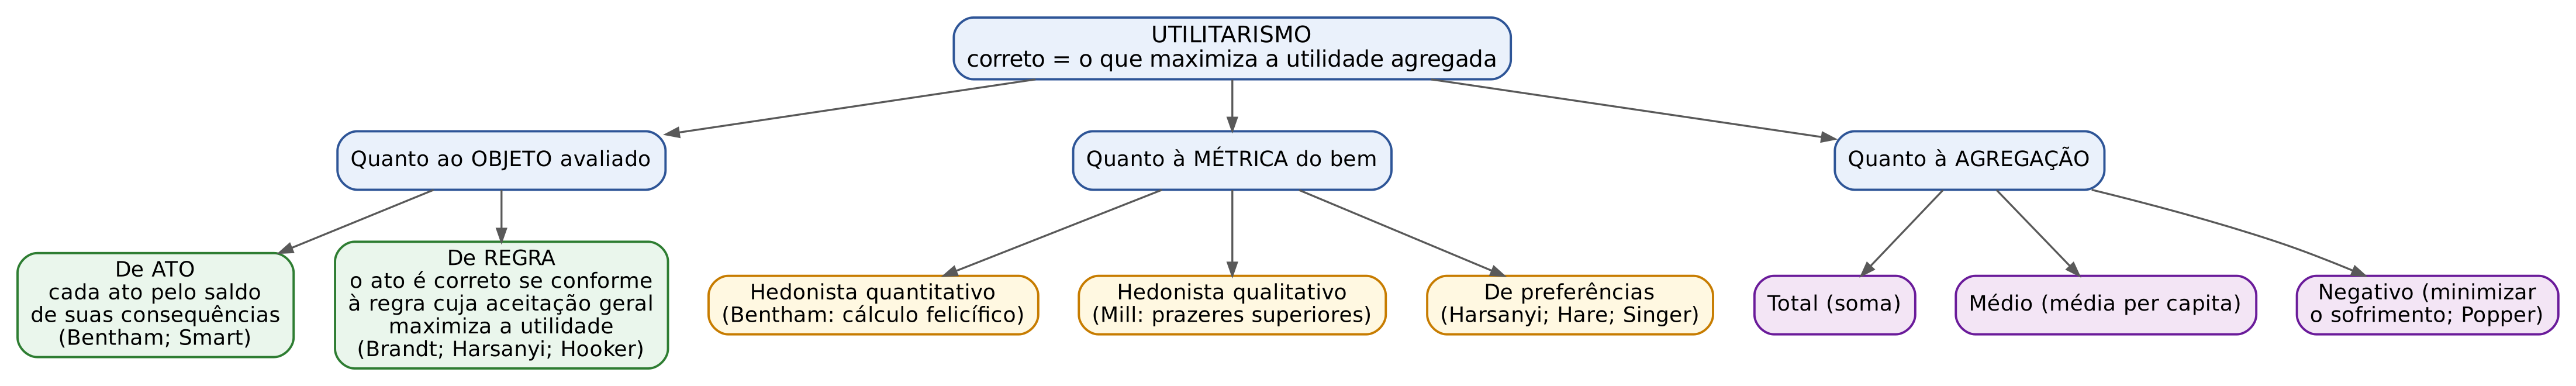 UTILITARISMO
correto = o que maximiza a utilidade agregada
Quanto ao OBJETO avaliado
Quanto à MÉTRICA do bem
Quanto à AGREGAÇÃO
De ATO
cada ato pelo saldo
de suas consequências
(Bentham; Smart)
De REGRA
o ato é correto se conforme
à regra cuja aceitação geral
maximiza a utilidade
(Brandt; Harsanyi; Hooker)
Hedonista quantitativo
(Bentham: cálculo felicífico)
Hedonista qualitativo
(Mill: prazeres superiores)
De preferências
(Harsanyi; Hare; Singer)
Total (soma)
Médio (média per capita)
Negativo (minimizar
o sofrimento; Popper)